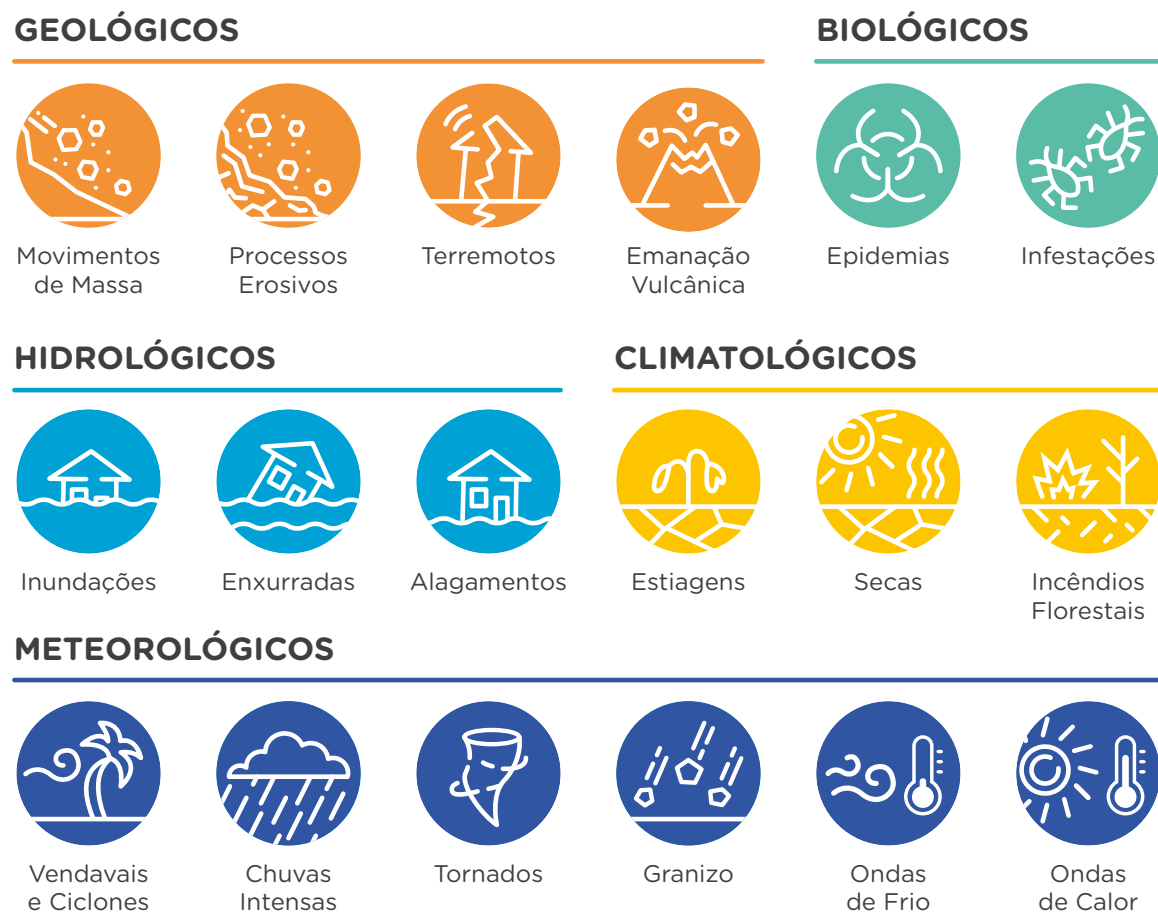 GEOLÓGICOS
Movimentos
de Massa
Processos
Erosivos
Terremotos
Emanação
Vulcânica
BIOLÓGICOS
Epidemias
Infestações
HIDROLÓGICOS
Inundações
Enxurradas
Alagamentos
CLIMATOLÓGICOS
Estiagens
Secas
Incêndios
Florestais
METEOROLÓGICOS
Vendavais
e Ciclones
Chuvas
Intensas
Tornados
Granizo
Ondas
de Frio
Ondas
de Calor